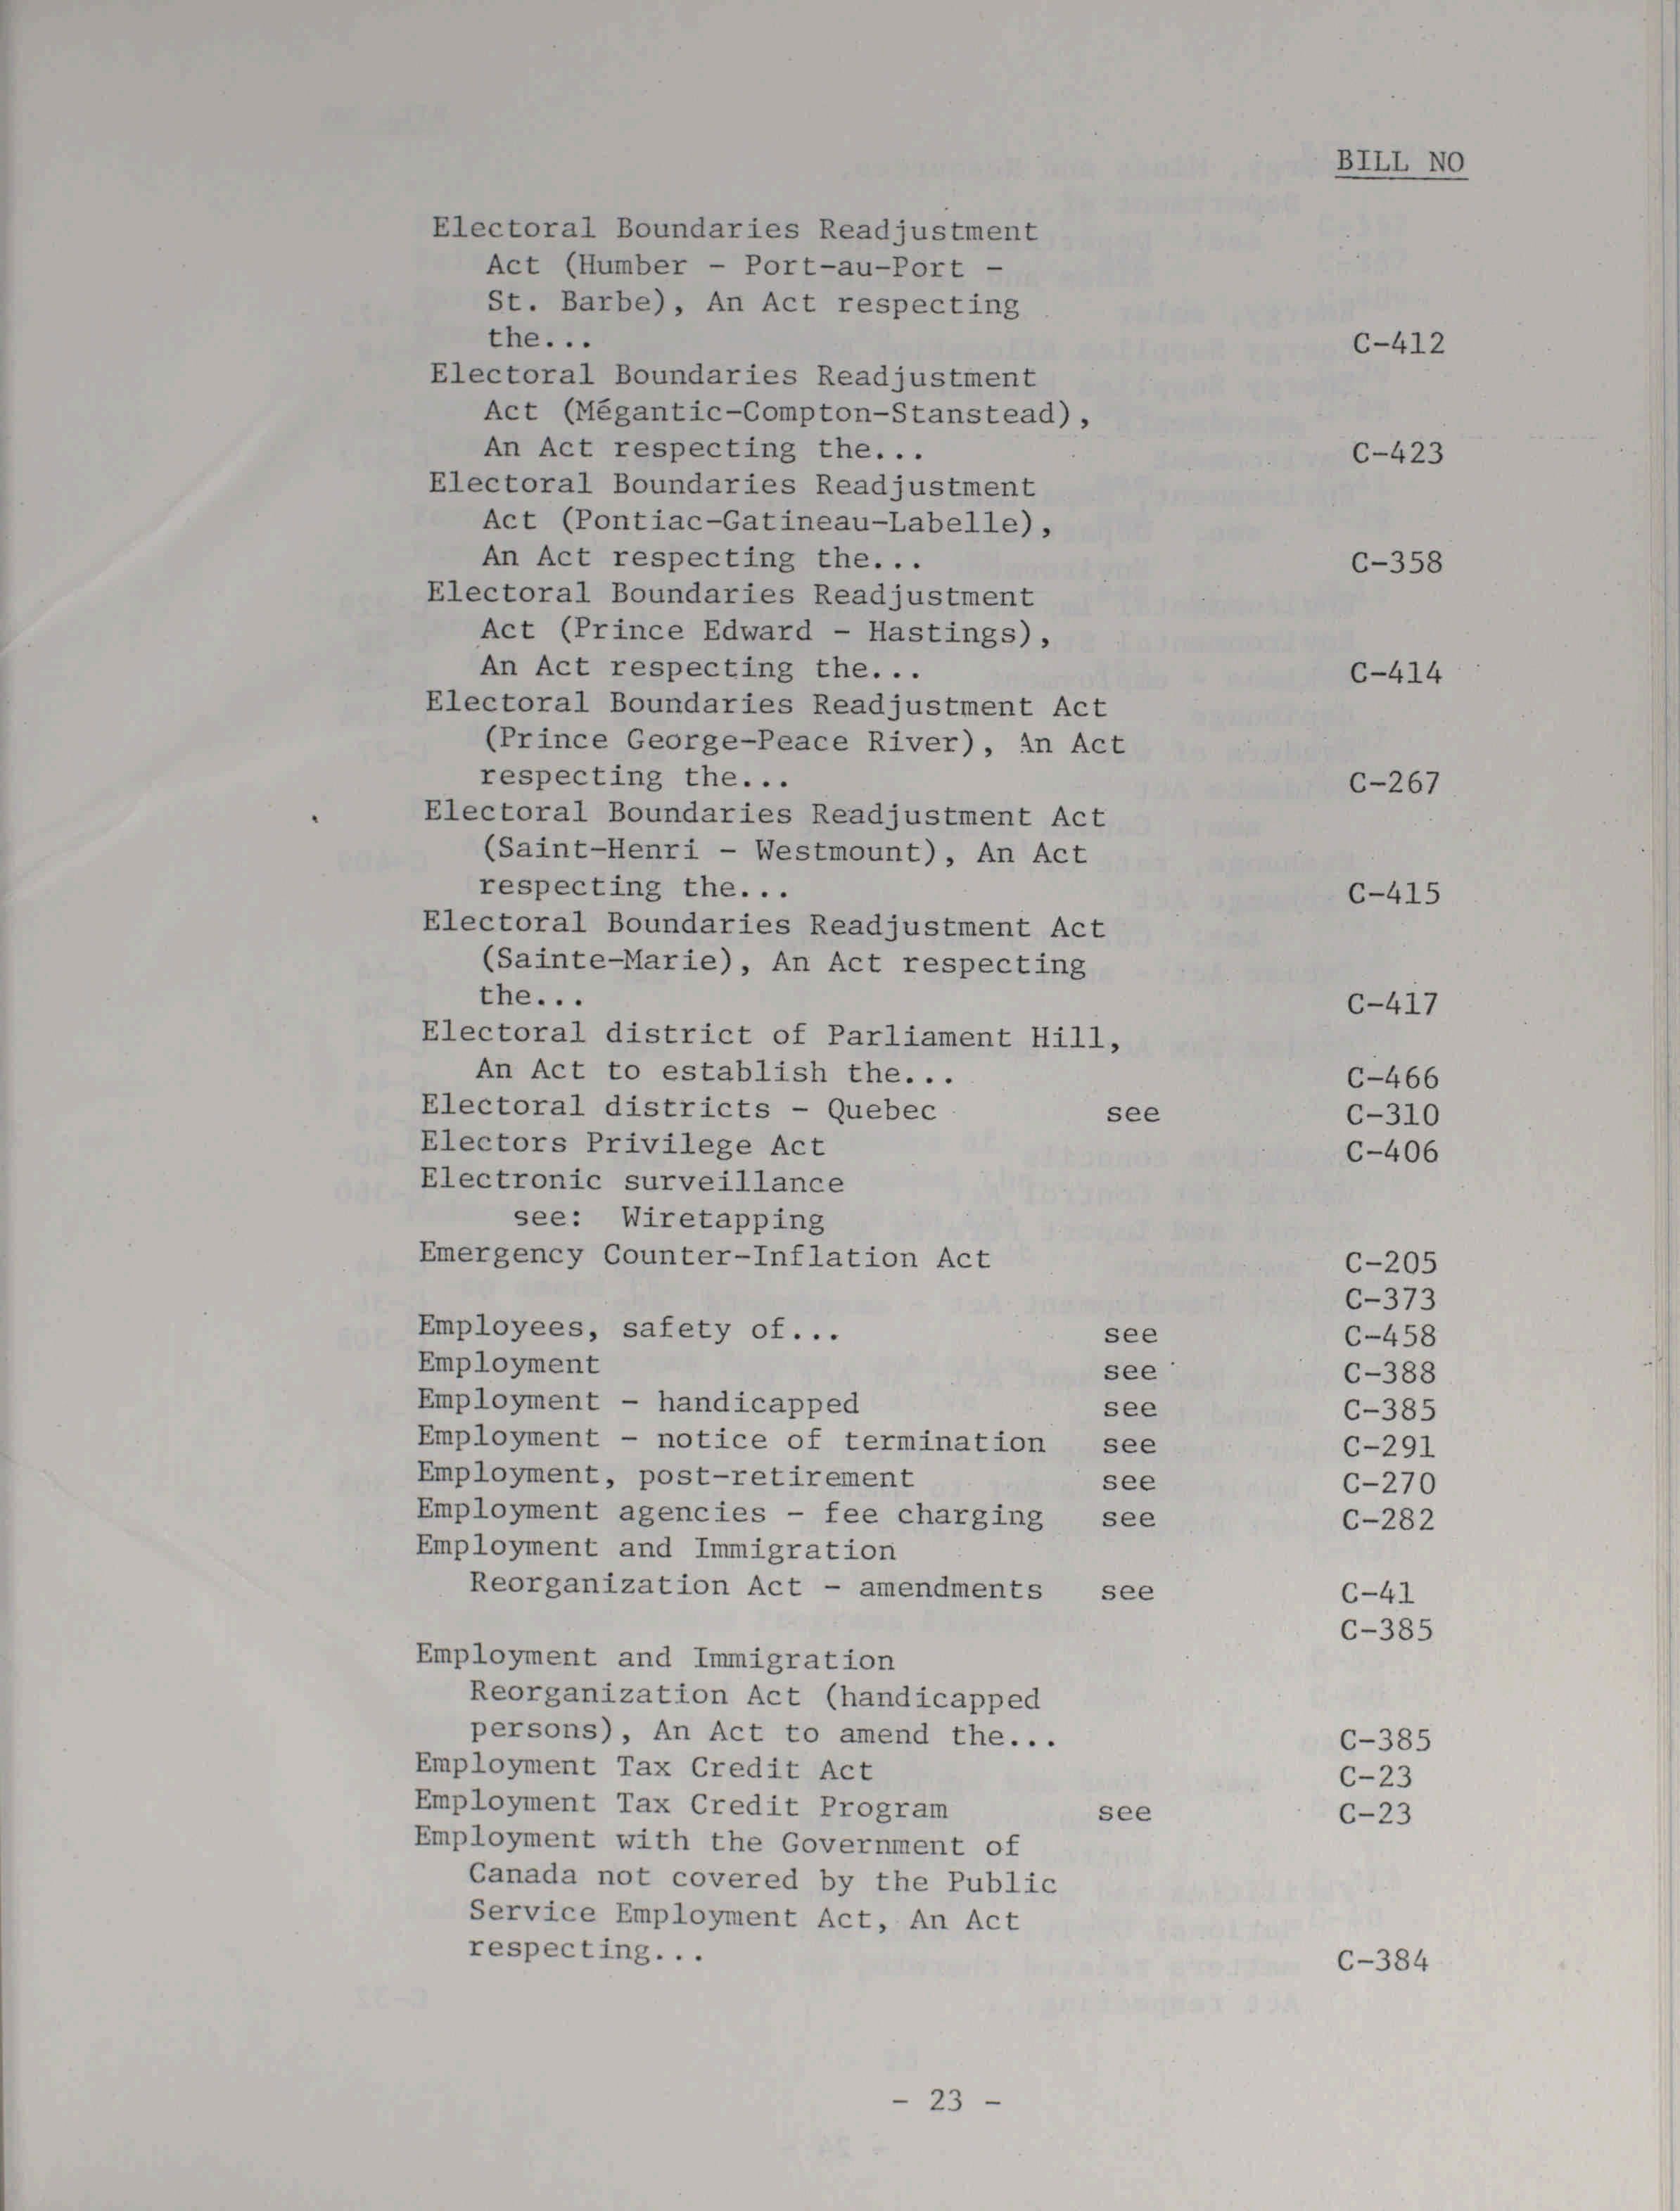 BILL NO
Electoral Boundaries Readjustment
Act (Humber - Port-au-Port -
St. Barbe), An Act respecting
the... C-412
Electoral Boundaries Readjustment
Act (Mégantic-Compton-Stanstead),
An Act respecting the... C-423
Electoral Boundaries Readjustment
Act (Pontiac-Gatineau-Labelle),
An Act respecting the... C-358
Electoral Boundaries Readjustment
Act (Prince Edward - Hastings),
An Act respecting the... C-414
Electoral Boundaries Readjustment Act
(Prince George-Peace River), An Act
respecting the... C-267
Electoral Boundaries Readjustment Act
(Saint-Henri - Westmount), An Act
respecting the... C-415
Electoral Boundaries Readjustment Act
(Sainte-Marie), An Act respecting
the... C-417
Electoral district of Parliament Hill,
An Act to establish the... C-466
Electoral districts - Quebec see C-310
Electors Privilege Act C-406
Electronic surveillance
see: Wiretapping
Emergency Counter-Inflation Act C-205
C-373
Employees, safety of... see C-458
Employment see C-388
Employment - handicapped see C-385
Employment - notice of termination see C-291
Employment, post-retirement see C-270
Employment agencies - fee charging see C-282
Employment and Immigration
Reorganization Act - amendments see C-41
C-385
Employment and Immigration
Reorganization Act (handicapped
persons), An Act to amend the... C-385
Employment Tax Credit Act C-23
Employment Tax Credit Program see C-23
Employment with the Government of
Canada not covered by the Public
Service Employment Act, An Act
respecting... C-384
- 23 -